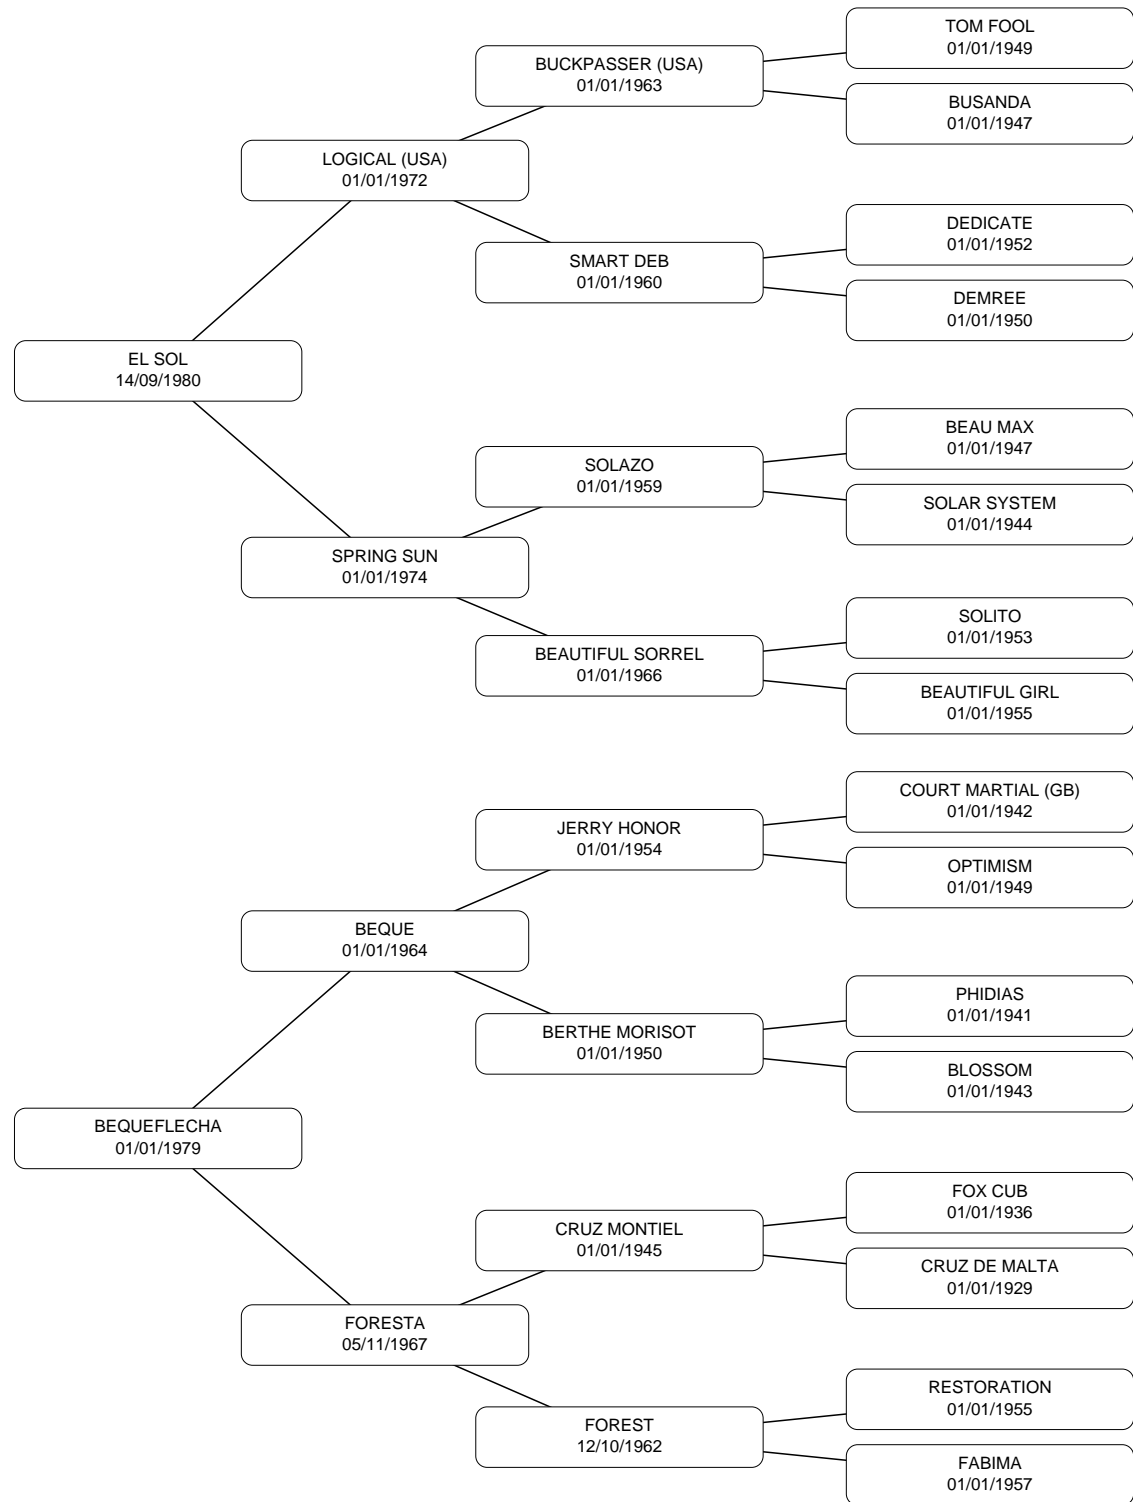 TOM FOOL
01/01/1949
BUCKPASSER (USA)
01/01/1963
BUSANDA
01/01/1947
LOGICAL (USA)
01/01/1972
DEDICATE
01/01/1952
SMART DEB
01/01/1960
DEMREE
01/01/1950
EL SOL
14/09/1980
BEAU MAX
01/01/1947
SOLAZO
01/01/1959
SOLAR SYSTEM
01/01/1944
SPRING SUN
01/01/1974
SOLITO
01/01/1953
BEAUTIFUL SORREL
01/01/1966
BEAUTIFUL GIRL
01/01/1955
COURT MARTIAL (GB)
01/01/1942
JERRY HONOR
01/01/1954
OPTIMISM
01/01/1949
BEQUE
01/01/1964
PHIDIAS
01/01/1941
BERTHE MORISOT
01/01/1950
BLOSSOM
01/01/1943
BEQUEFLECHA
01/01/1979
FOX CUB
01/01/1936
CRUZ MONTIEL
01/01/1945
CRUZ DE MALTA
01/01/1929
FORESTA
05/11/1967
RESTORATION
01/01/1955
FOREST
12/10/1962
FABIMA
01/01/1957